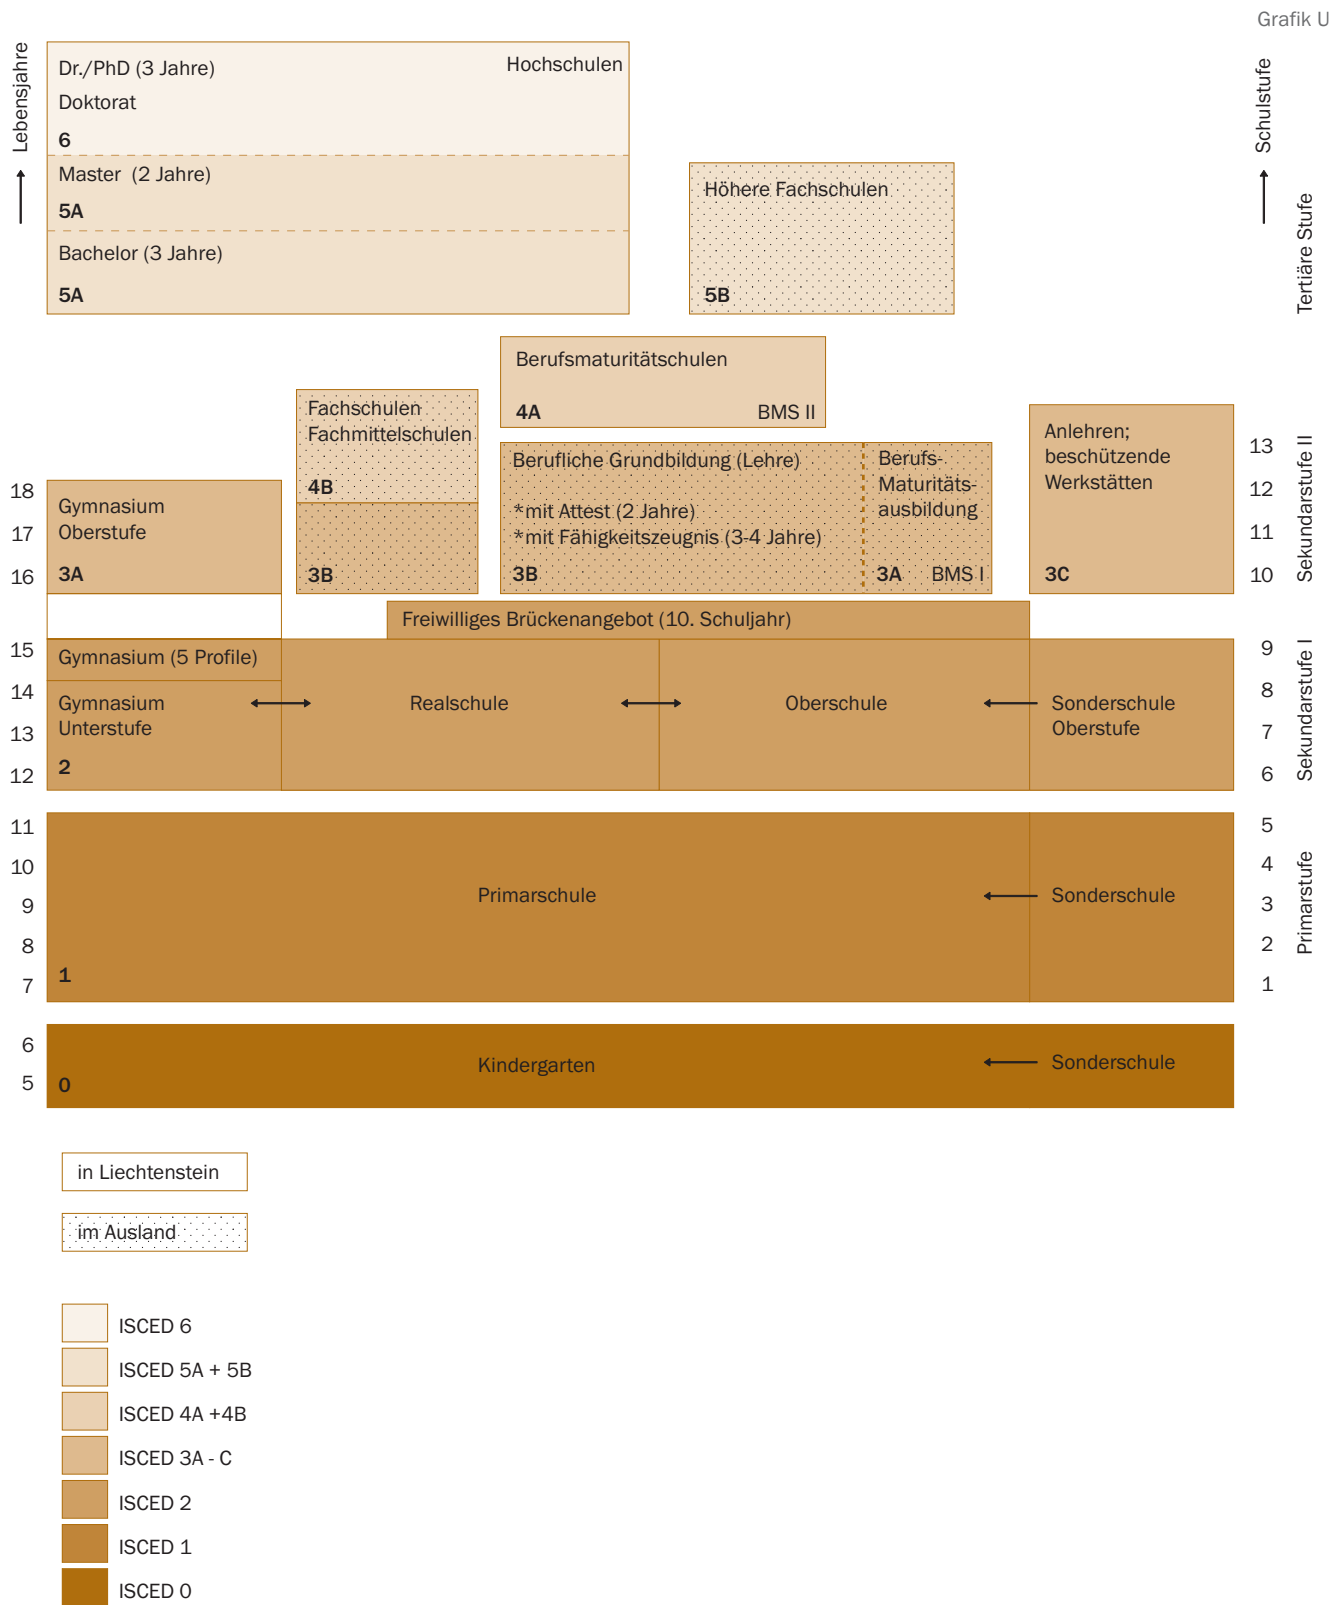 Grafik U
Lebensjahre
Schulstufe
Dr./PhD (3 Jahre)
Hochschulen
Doktorat
6
Master (2 Jahre)
5A
Bachelor (3 Jahre)
5A
Höhere Fachschulen
5B
Tertiäre Stufe
Berufsmaturitätschulen
4A
BMS II
Fachschulen
Fachmittelschulen
4B
3B
Berufliche Grundbildung (Lehre)
*mit Attest (2 Jahre)
*mit Fähigkeitszeugnis (3-4 Jahre)
3B
Berufs-
Maturitäts-
ausbildung
3A
BMS I
Anlehren;
beschützende
Werkstätten
3C
13
12
11
10
Sekundarstufe II
18
17
16
Gymnasium
Oberstufe
3A
Freiwilliges Brückenangebot (10. Schuljahr)
15
14
13
12
Gymnasium (5 Profile)
Gymnasium
Unterstufe
2
Realschule
Oberschule
Sonderschule
Oberstufe
9
8
7
6
Sekundarstufe I
11
10
9
8
7
1
Primarschule
Sonderschule
5
4
3
2
1
Primarstufe
6
5
0
Kindergarten
Sonderschule
in Liechtenstein
im Ausland
ISCED 6
ISCED 5A + 5B
ISCED 4A +4B
ISCED 3A - C
ISCED 2
ISCED 1
ISCED 0